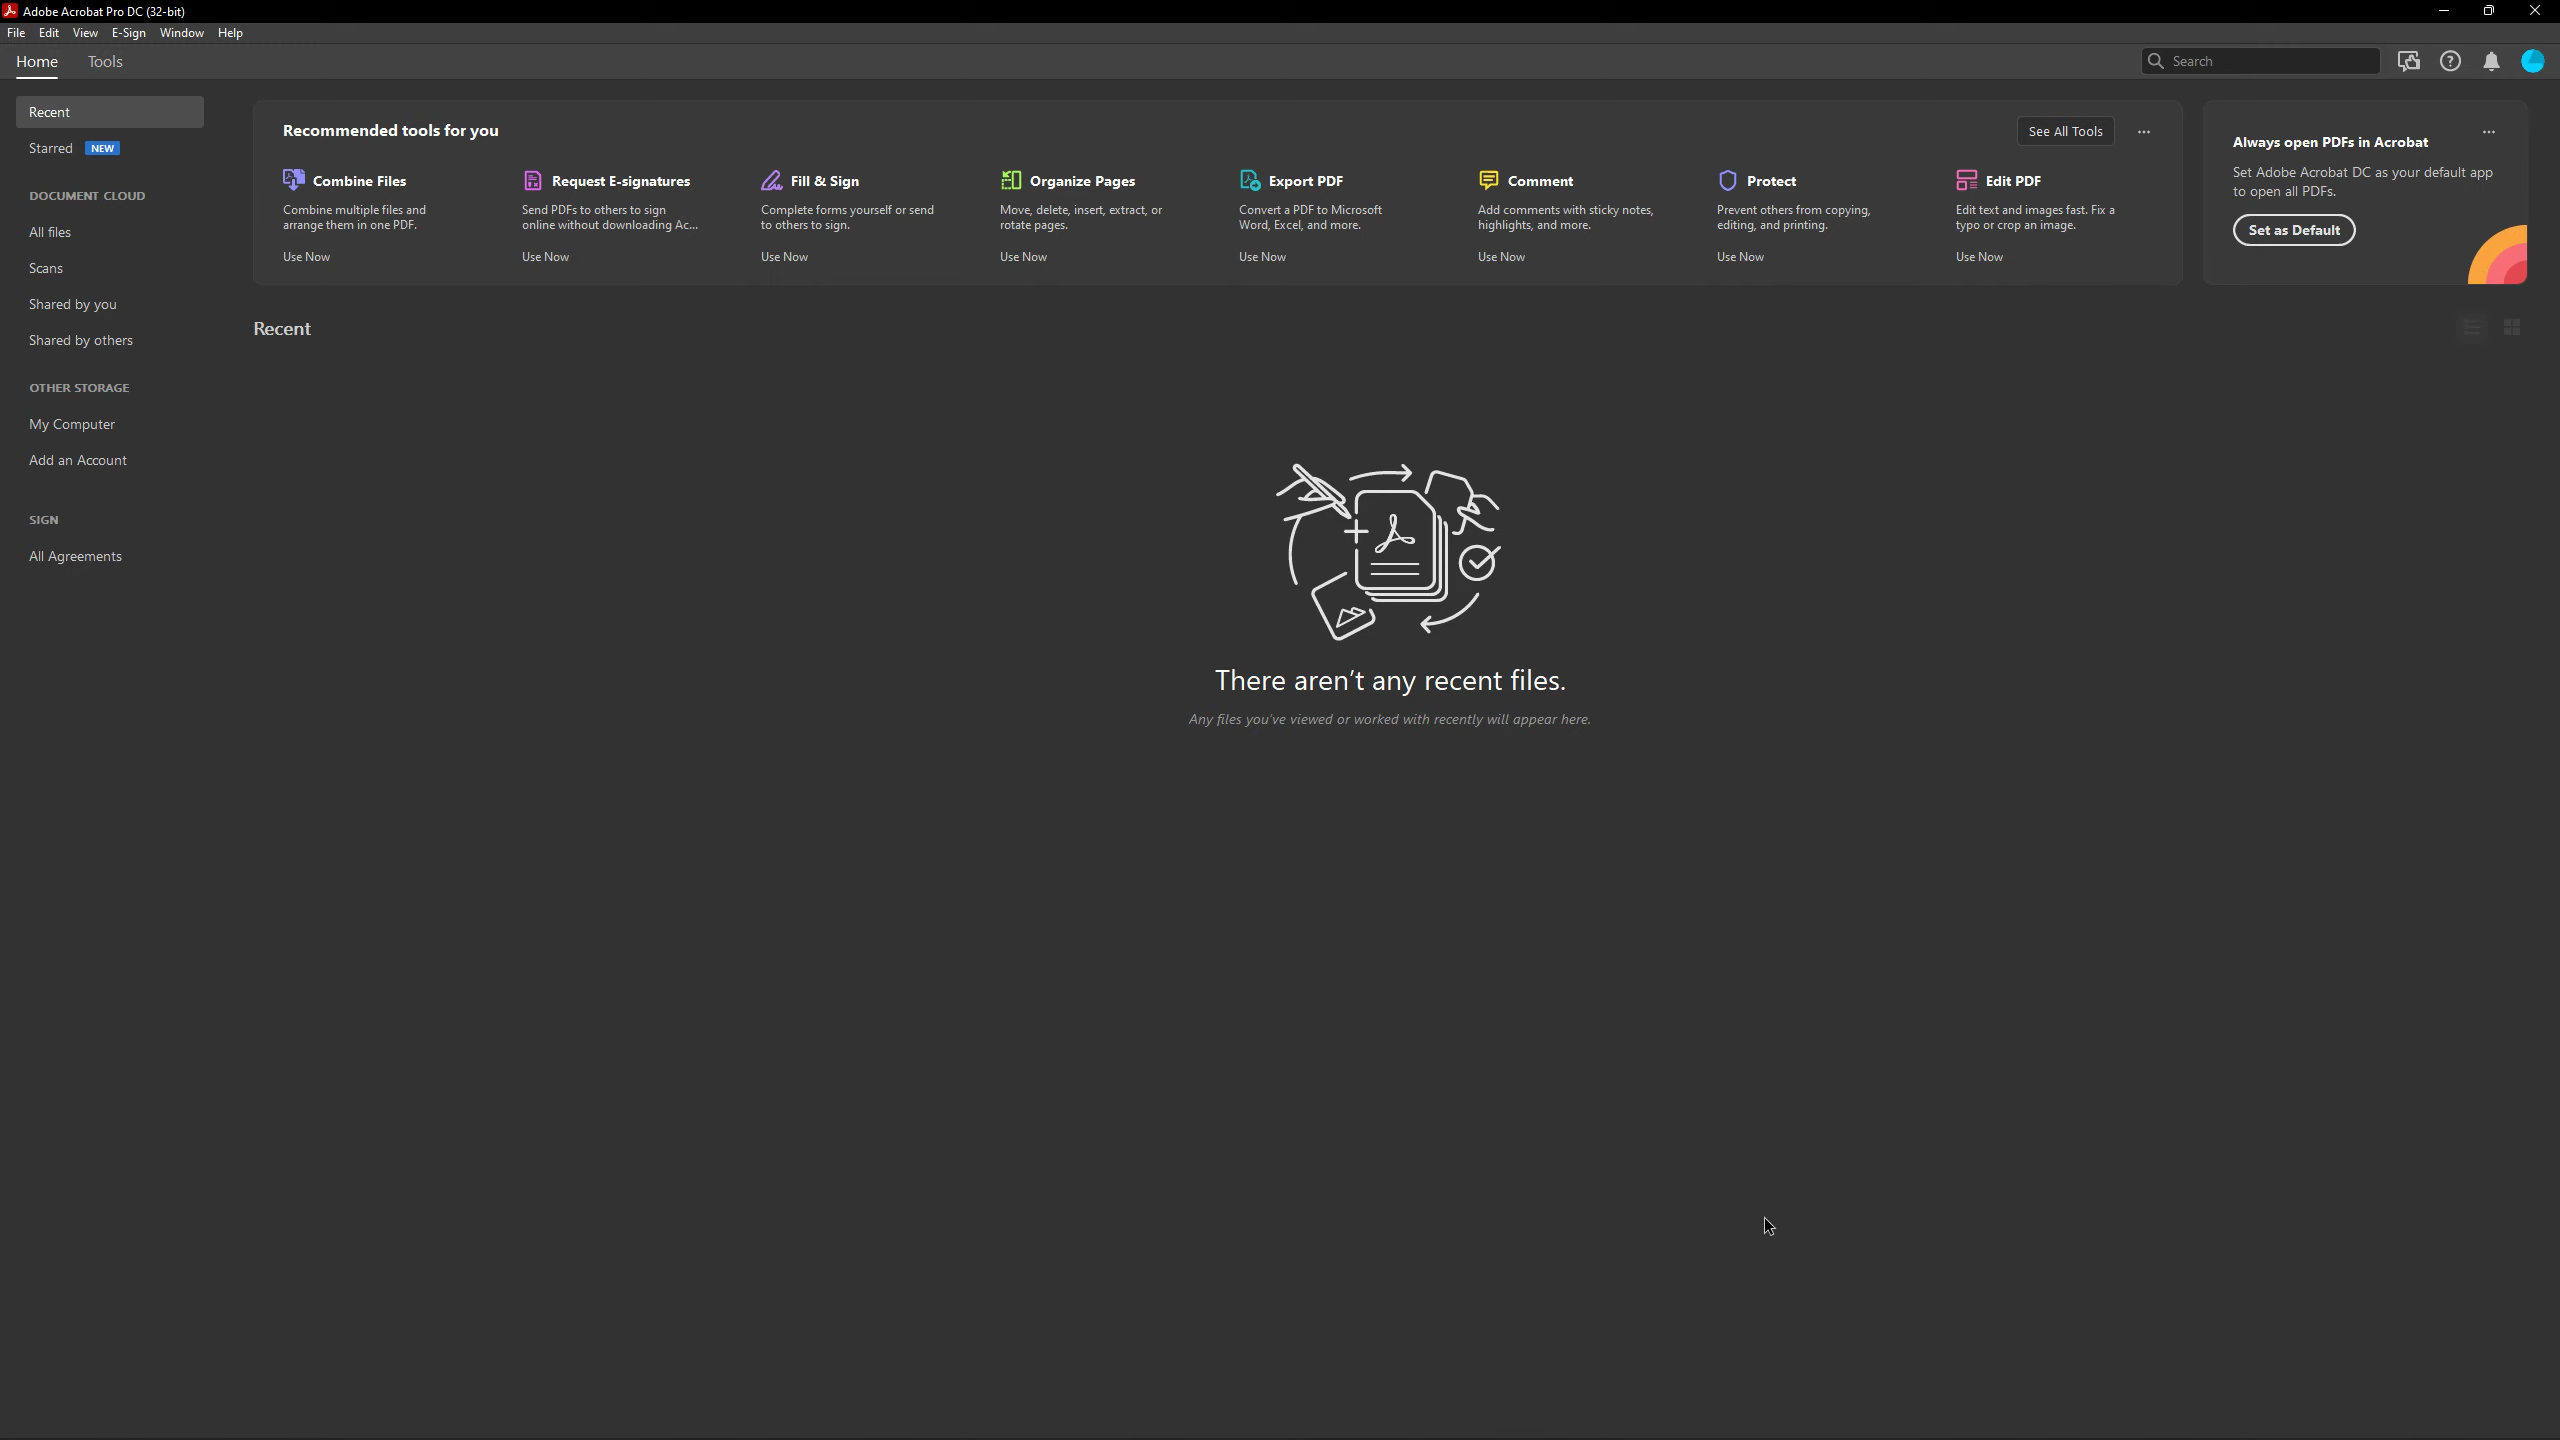 Adobe Acrobat Pro DC (32-bit)
File Edit View E-Sign Window Help
Home Tools
Search
Recent
Starred NEW
DOCUMENT CLOUD
All files
Scans
Shared by you
Shared by others
OTHER STORAGE
My Computer
Add an Account
SIGN
All Agreements
Recommended tools for you
See All Tools
Combine Files
Combine multiple files and
arrange them in one PDF.
Use Now
Request E-signatures
Send PDFs to others to sign
online without downloading Ac...
Use Now
Fill & Sign
Complete forms yourself or send
to others to sign.
Use Now
Organize Pages
Move, delete, insert, extract, or
rotate pages.
Use Now
Export PDF
Convert a PDF to Microsoft
Word, Excel, and more.
Use Now
Comment
Add comments with sticky notes,
highlights, and more.
Use Now
Protect
Prevent others from copying,
editing, and printing.
Use Now
Edit PDF
Edit text and images fast. Fix a
typo or crop an image.
Use Now
Always open PDFs in Acrobat
Set Adobe Acrobat DC as your default app
to open all PDFs.
Set as Default
Recent
There aren't any recent files.
Any files you've viewed or worked with recently will appear here.